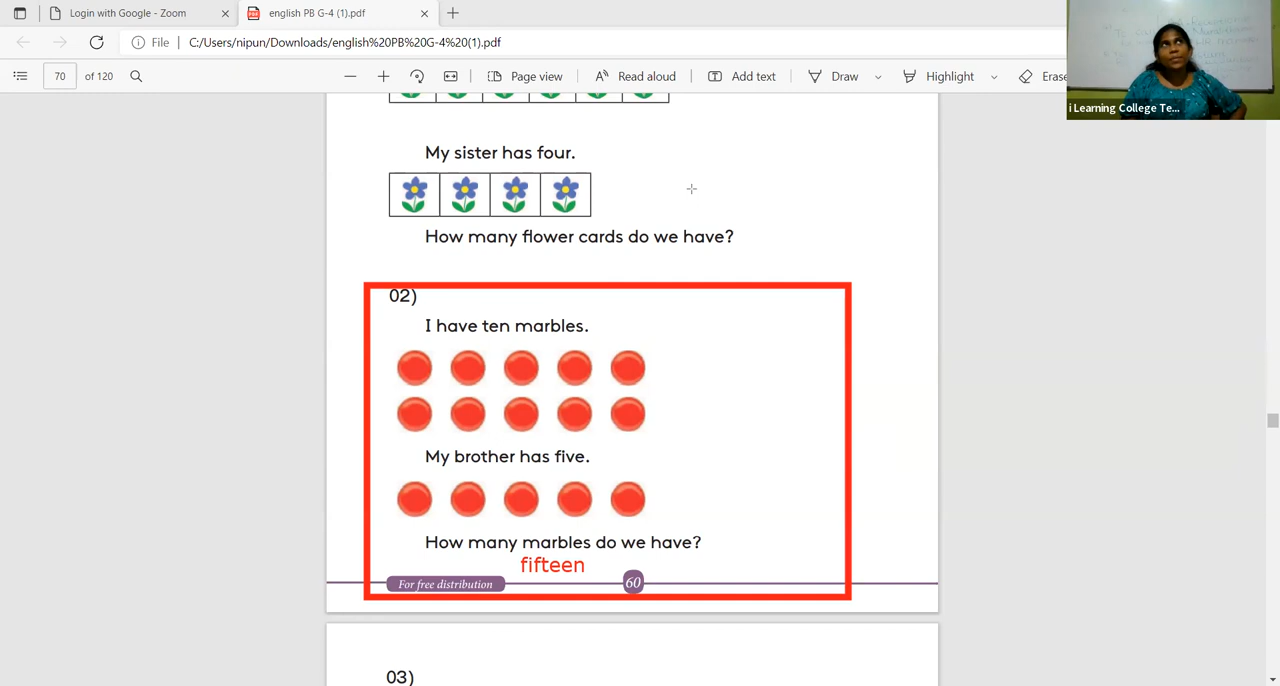 Login with Google - Zoom
english PB G-4 (1).pdf
File
C:/Users/nipun/Downloads/english%20PB%20G-4%20(1).pdf
70 of 120
Page view
Read aloud
Add text
Draw
Highlight
Erase
i Learning College Te...
My sister has four.
How many flower cards do we have?
02)
I have ten marbles.
My brother has five.
How many marbles do we have?
fifteen
For free distribution
60
03)